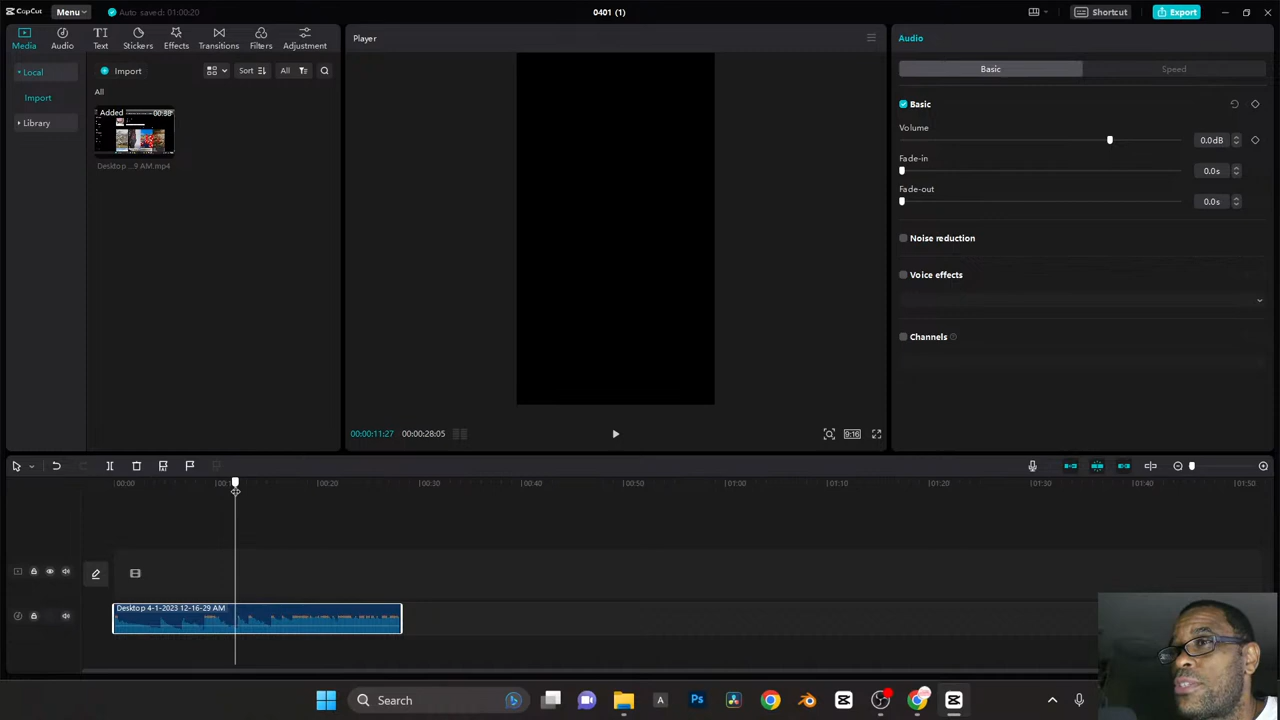 CapCut Menu Auto saved: 01:00:20 0401 (1) Shortcut Export
Media Audio Text Stickers Effects Transitions Filters Adjustment
Player
Audio
Local
Import
Library
Import
Sort
All
All
Added
00:38
Desktop ...9 AM.mp4
Basic Speed
Basic
Volume
0.0dB
Fade-in
0.0s
Fade-out
0.0s
Noise reduction
Voice effects
Channels
00:00:11:27 00:00:28:05
9:16
00:00 00:20 00:30 00:40 00:50 01:00 01:10 01:20 01:30 01:40 01:50
Desktop 4-1-2023 12-16-29 AM
Search
A
Ps